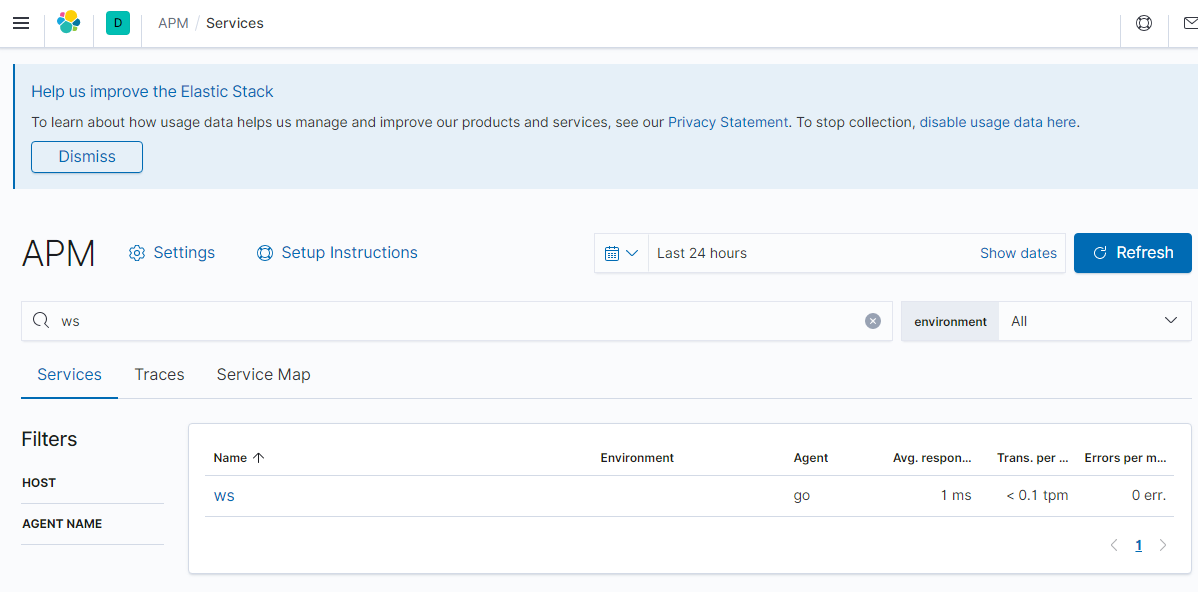 D APM / Services
Help us improve the Elastic Stack
To learn about how usage data helps us manage and improve our products and services, see our Privacy Statement. To stop collection, disable usage data here.
Dismiss
APM Settings Setup Instructions Last 24 hours Show dates Refresh
ws environment All
Services Traces Service Map
Filters
Name Environment Agent Avg. respon... Trans. per ... Errors per m...
HOST
ws go 1 ms < 0.1 tpm 0 err.
AGENT NAME
1